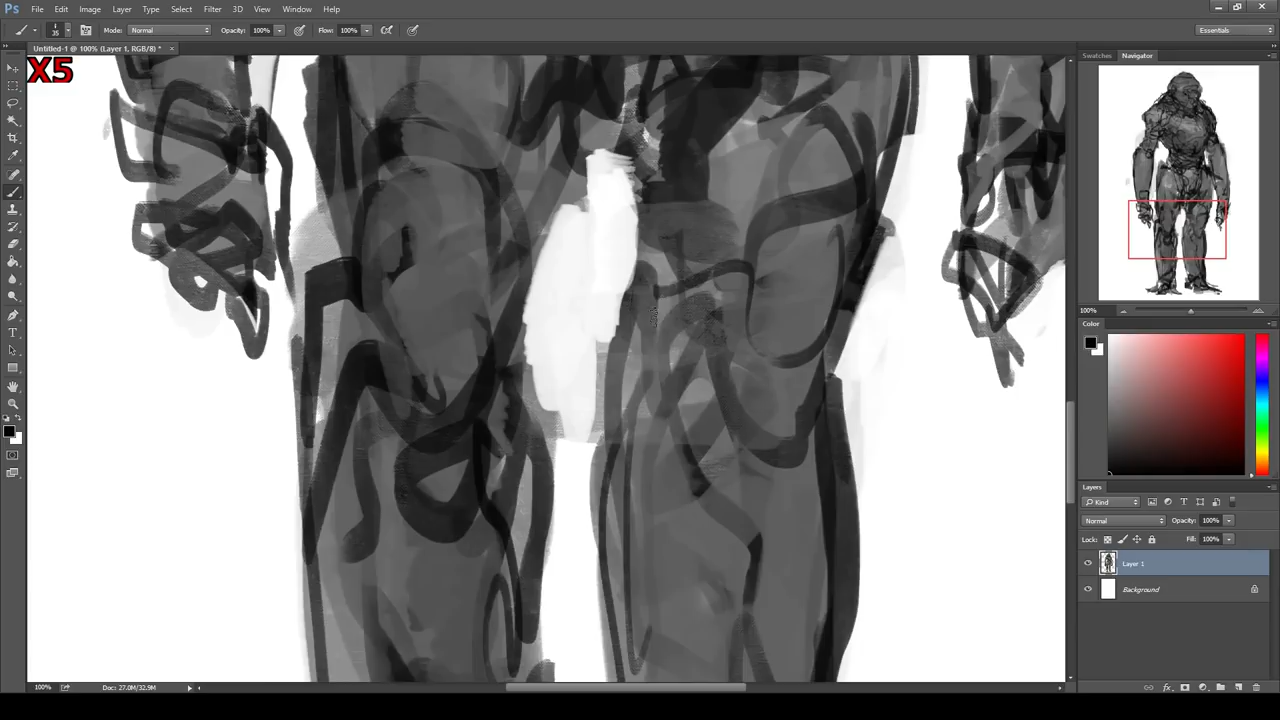 Ps File Edit Image Layer Type Select Filter 3D View Window Help
35 Mode: Normal Opacity: 100% Flow: 100% Essentials
Untitled-1 @ 100% (Layer 1, RGB/8) * ×
X5
Swatches Navigator
100%
Color
Layers
Kind
Normal Opacity: 100%
Lock: Fill: 100%
Layer 1
Background
100% Doc: 27.0M/32.9M